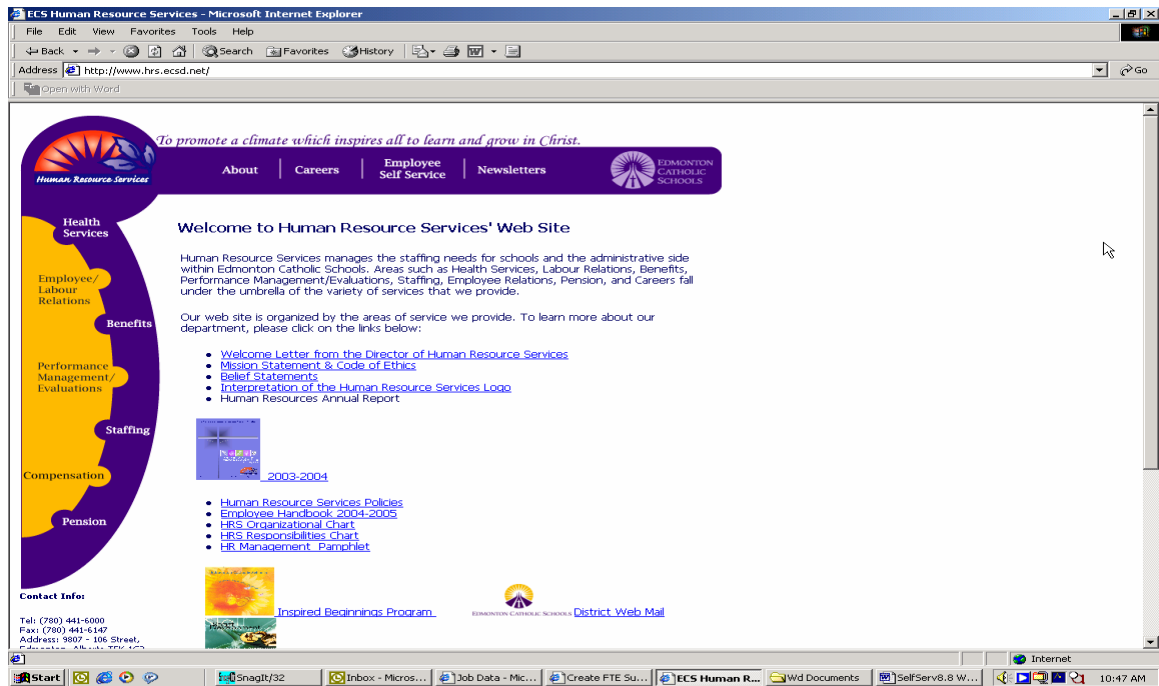 ECS Human Resource Services - Microsoft Internet Explorer
File Edit View Favorites Tools Help
Back Search Favorites History
Address http://www.hrs.ecsd.net/ Go
Open with Word
To promote a climate which inspires all to learn and grow in Christ.
Human Resource Services
About Careers Employee Self Service Newsletters
EDMONTON
CATHOLIC
SCHOOLS
Health
Services
Employee/
Labour
Relations
Benefits
Performance
Management/
Evaluations
Staffing
Compensation
Pension
Contact Info:
Tel: (780) 441-6000
Fax: (780) 441-6147
Address: 9807 - 106 Street,
Welcome to Human Resource Services' Web Site
Human Resource Services manages the staffing needs for schools and the administrative side
within Edmonton Catholic Schools. Areas such as Health Services, Labour Relations, Benefits,
Performance Management/Evaluations, Staffing, Employee Relations, Pension, and Careers fall
under the umbrella of the variety of services that we provide.
Our web site is organized by the areas of service we provide. To learn more about our
department, please click on the links below:
Welcome Letter from the Director of Human Resource Services
Mission Statement & Code of Ethics
Belief Statements
Interpretation of the Human Resource Services Logo
Human Resources Annual Report
2003-2004
Human Resource Services Policies
Employee Handbook 2004-2005
HRS Organizational Chart
HRS Responsibilities Chart
HR Management Pamphlet
Inspired Beginnings Program
EDMONTON CATHOLIC SCHOOLS District Web Mail
Internet
Start SnagIt/32 Inbox - Micros... Job Data - Mic... Create FTE Su... ECS Human R... Wd Documents SelfServ8.8 W... 10:47 AM